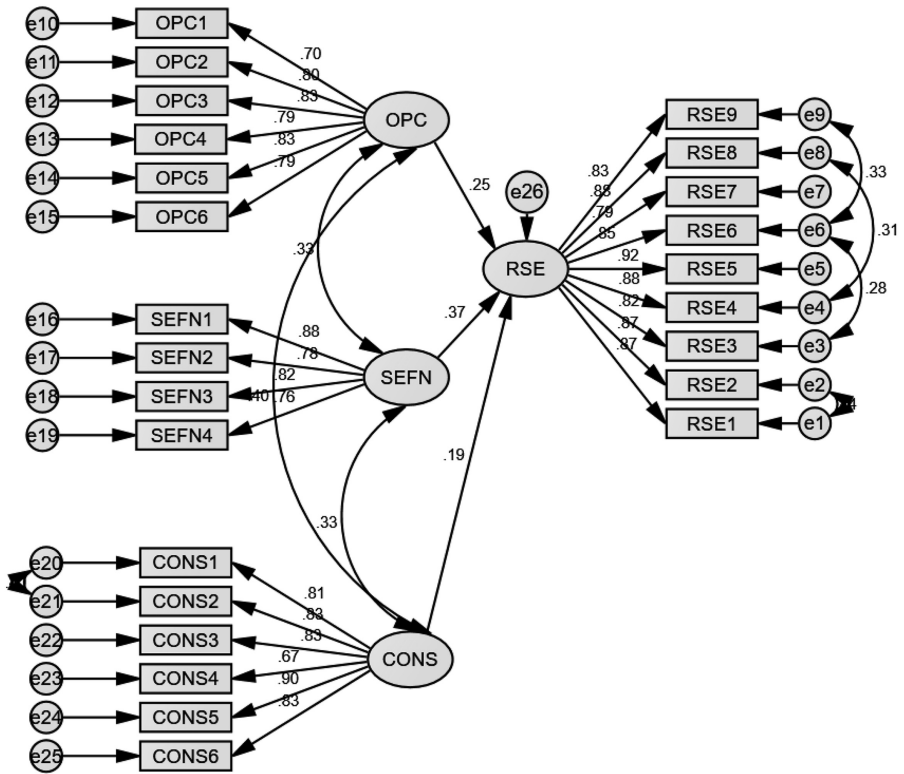 e10 OPC1
e11 OPC2
e12 OPC3
e13 OPC4
e14 OPC5
e15 OPC6
.70
.80
.83
.79
.83
.79
OPC
.25
e26
RSE
RSE9 e9
RSE8 e8
RSE7 e7
RSE6 e6
RSE5 e5
RSE4 e4
RSE3 e3
RSE2 e2
RSE1 e1
.83
.88
.79
.85
.92
.88
.82
.87
.87
.33
.31
.28
.33
.37
e16 SEFN1
e17 SEFN2
e18 SEFN3
e19 SEFN4
.88
.78
.82
.76
.40
SEFN
.19
.33
e20 CONS1
e21 CONS2
e22 CONS3
e23 CONS4
e24 CONS5
e25 CONS6
.81
.83
.83
.67
.90
.83
CONS